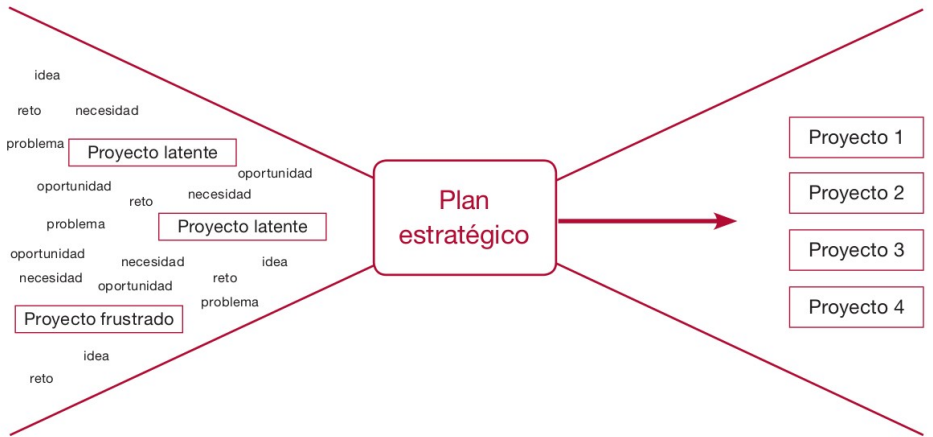 idea
reto
necesidad
problema
Proyecto latente
oportunidad
oportunidad
necesidad
reto
problema
Proyecto latente
oportunidad
necesidad
idea
necesidad
reto
oportunidad
problema
Proyecto frustrado
idea
reto
Plan
estratégico
Proyecto 1
Proyecto 2
Proyecto 3
Proyecto 4